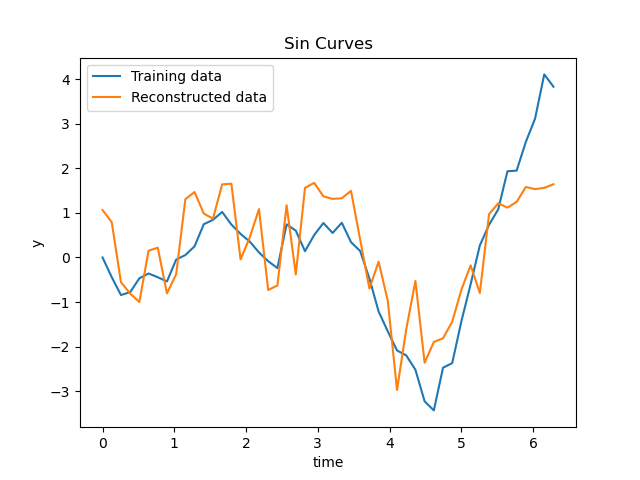 Sin Curves
Training data
Reconstructed data
y
4
3
2
1
0
−1
−2
−3
0 1 2 3 4 5 6
time